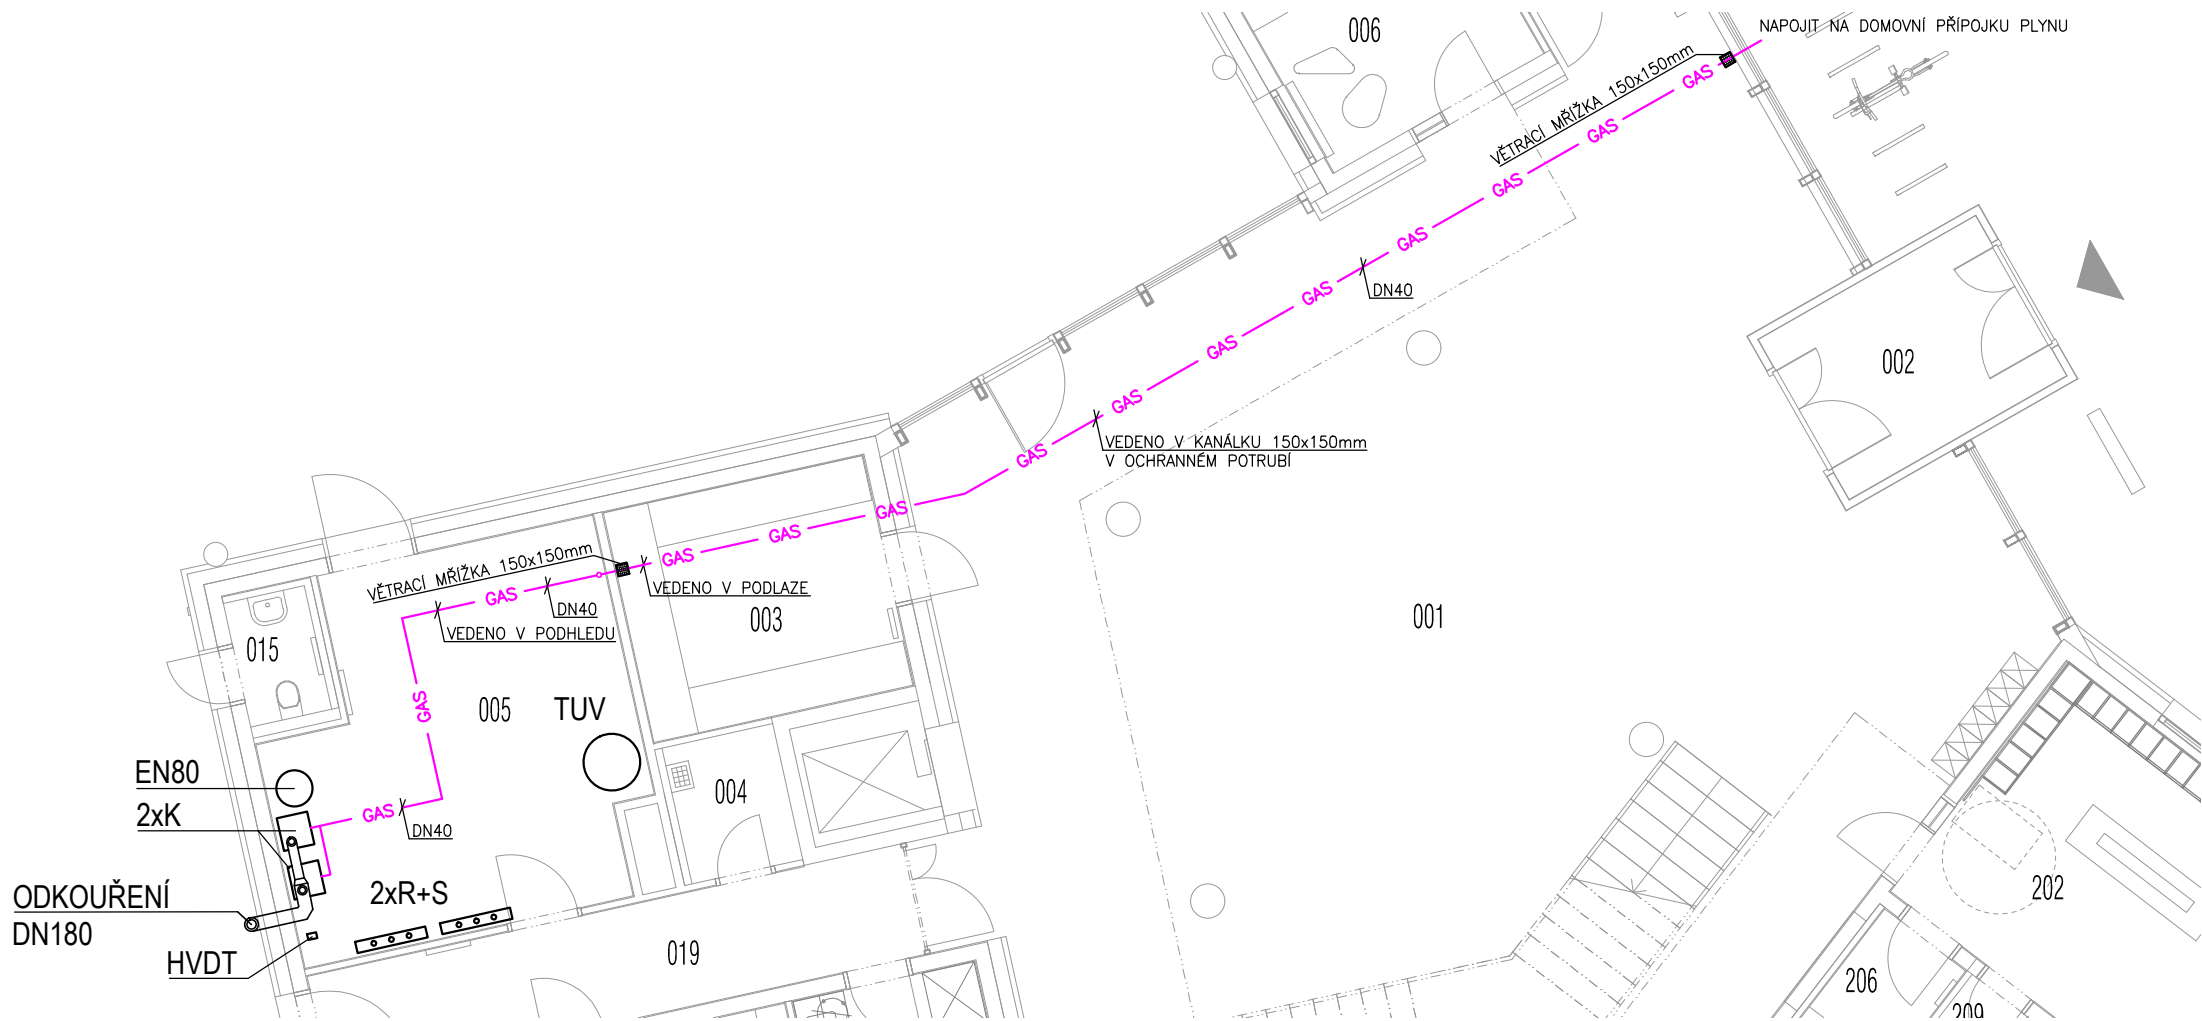 NAPOJIT NA DOMOVNÍ PŘÍPOJKU PLYNU
006
VĚTRACÍ MŘÍŽKA 150x150mm
GAS
GAS
GAS
GAS
GAS
DN40
GAS
GAS
002
VEDENO V KANÁLKU 150x150mm
V OCHRANNÉM POTRUBÍ
GAS
GAS
GAS
GAS
VĚTRACÍ MŘÍŽKA 150x150mm
VEDENO V PODLAZE
003
GAS
DN40
VEDENO V PODHLEDU
001
015
GAS
005
TUV
EN80
2xK
GAS
DN40
004
ODKOUŘENÍ
DN180
2xR+S
HVDT
019
202
206
209